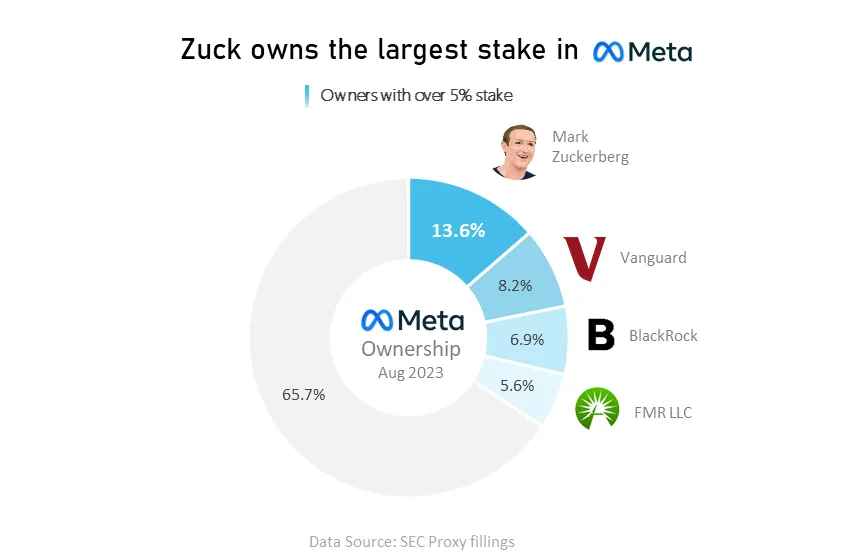 Zuck owns the largest stake in Meta
Owners with over 5% stake
Mark
Zuckerberg
13.6%
Vanguard
8.2%
B BlackRock
6.9%
5.6%
FMR LLC
Meta
Ownership
Aug 2023
65.7%
Data Source: SEC Proxy fillings